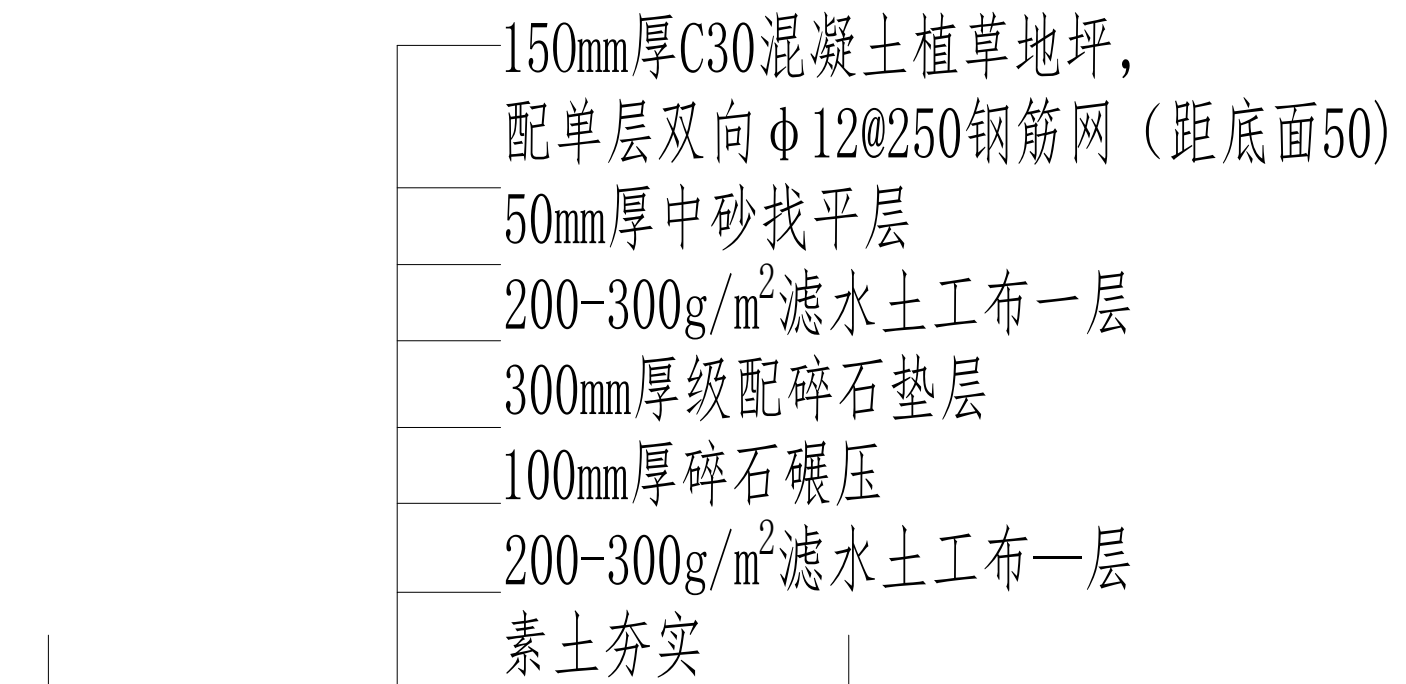 150mm厚C30混凝土植草地坪，
配单层双向ф12@250钢筋网（距底面50)
50mm厚中砂找平层
200-300g/m²滤水土工布一层
300mm厚级配碎石垫层
100mm厚碎石碾压
200-300g/m²滤水土工布—层
素土夯实